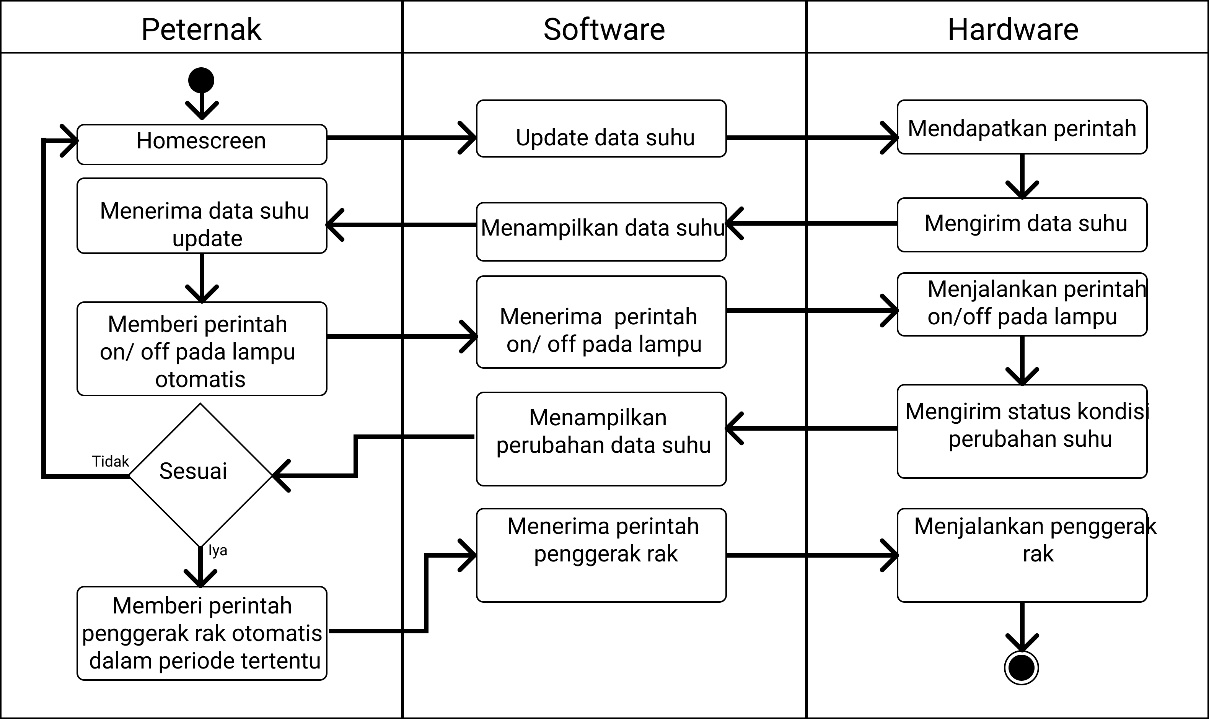 Peternak
Software
Hardware
Homescreen
Update data suhu
Mendapatkan perintah
Menerima data suhu
update
Menampilkan data suhu
Mengirim data suhu
Memberi perintah
on/ off pada lampu
otomatis
Menerima perintah
on/ off pada lampu
Menjalankan perintah
on/off pada lampu
Menampilkan
perubahan data suhu
Mengirim status kondisi
perubahan suhu
Tidak
Sesuai
Iya
Menerima perintah
penggerak rak
Menjalankan penggerak
rak
Memberi perintah
penggerak rak otomatis
dalam periode tertentu